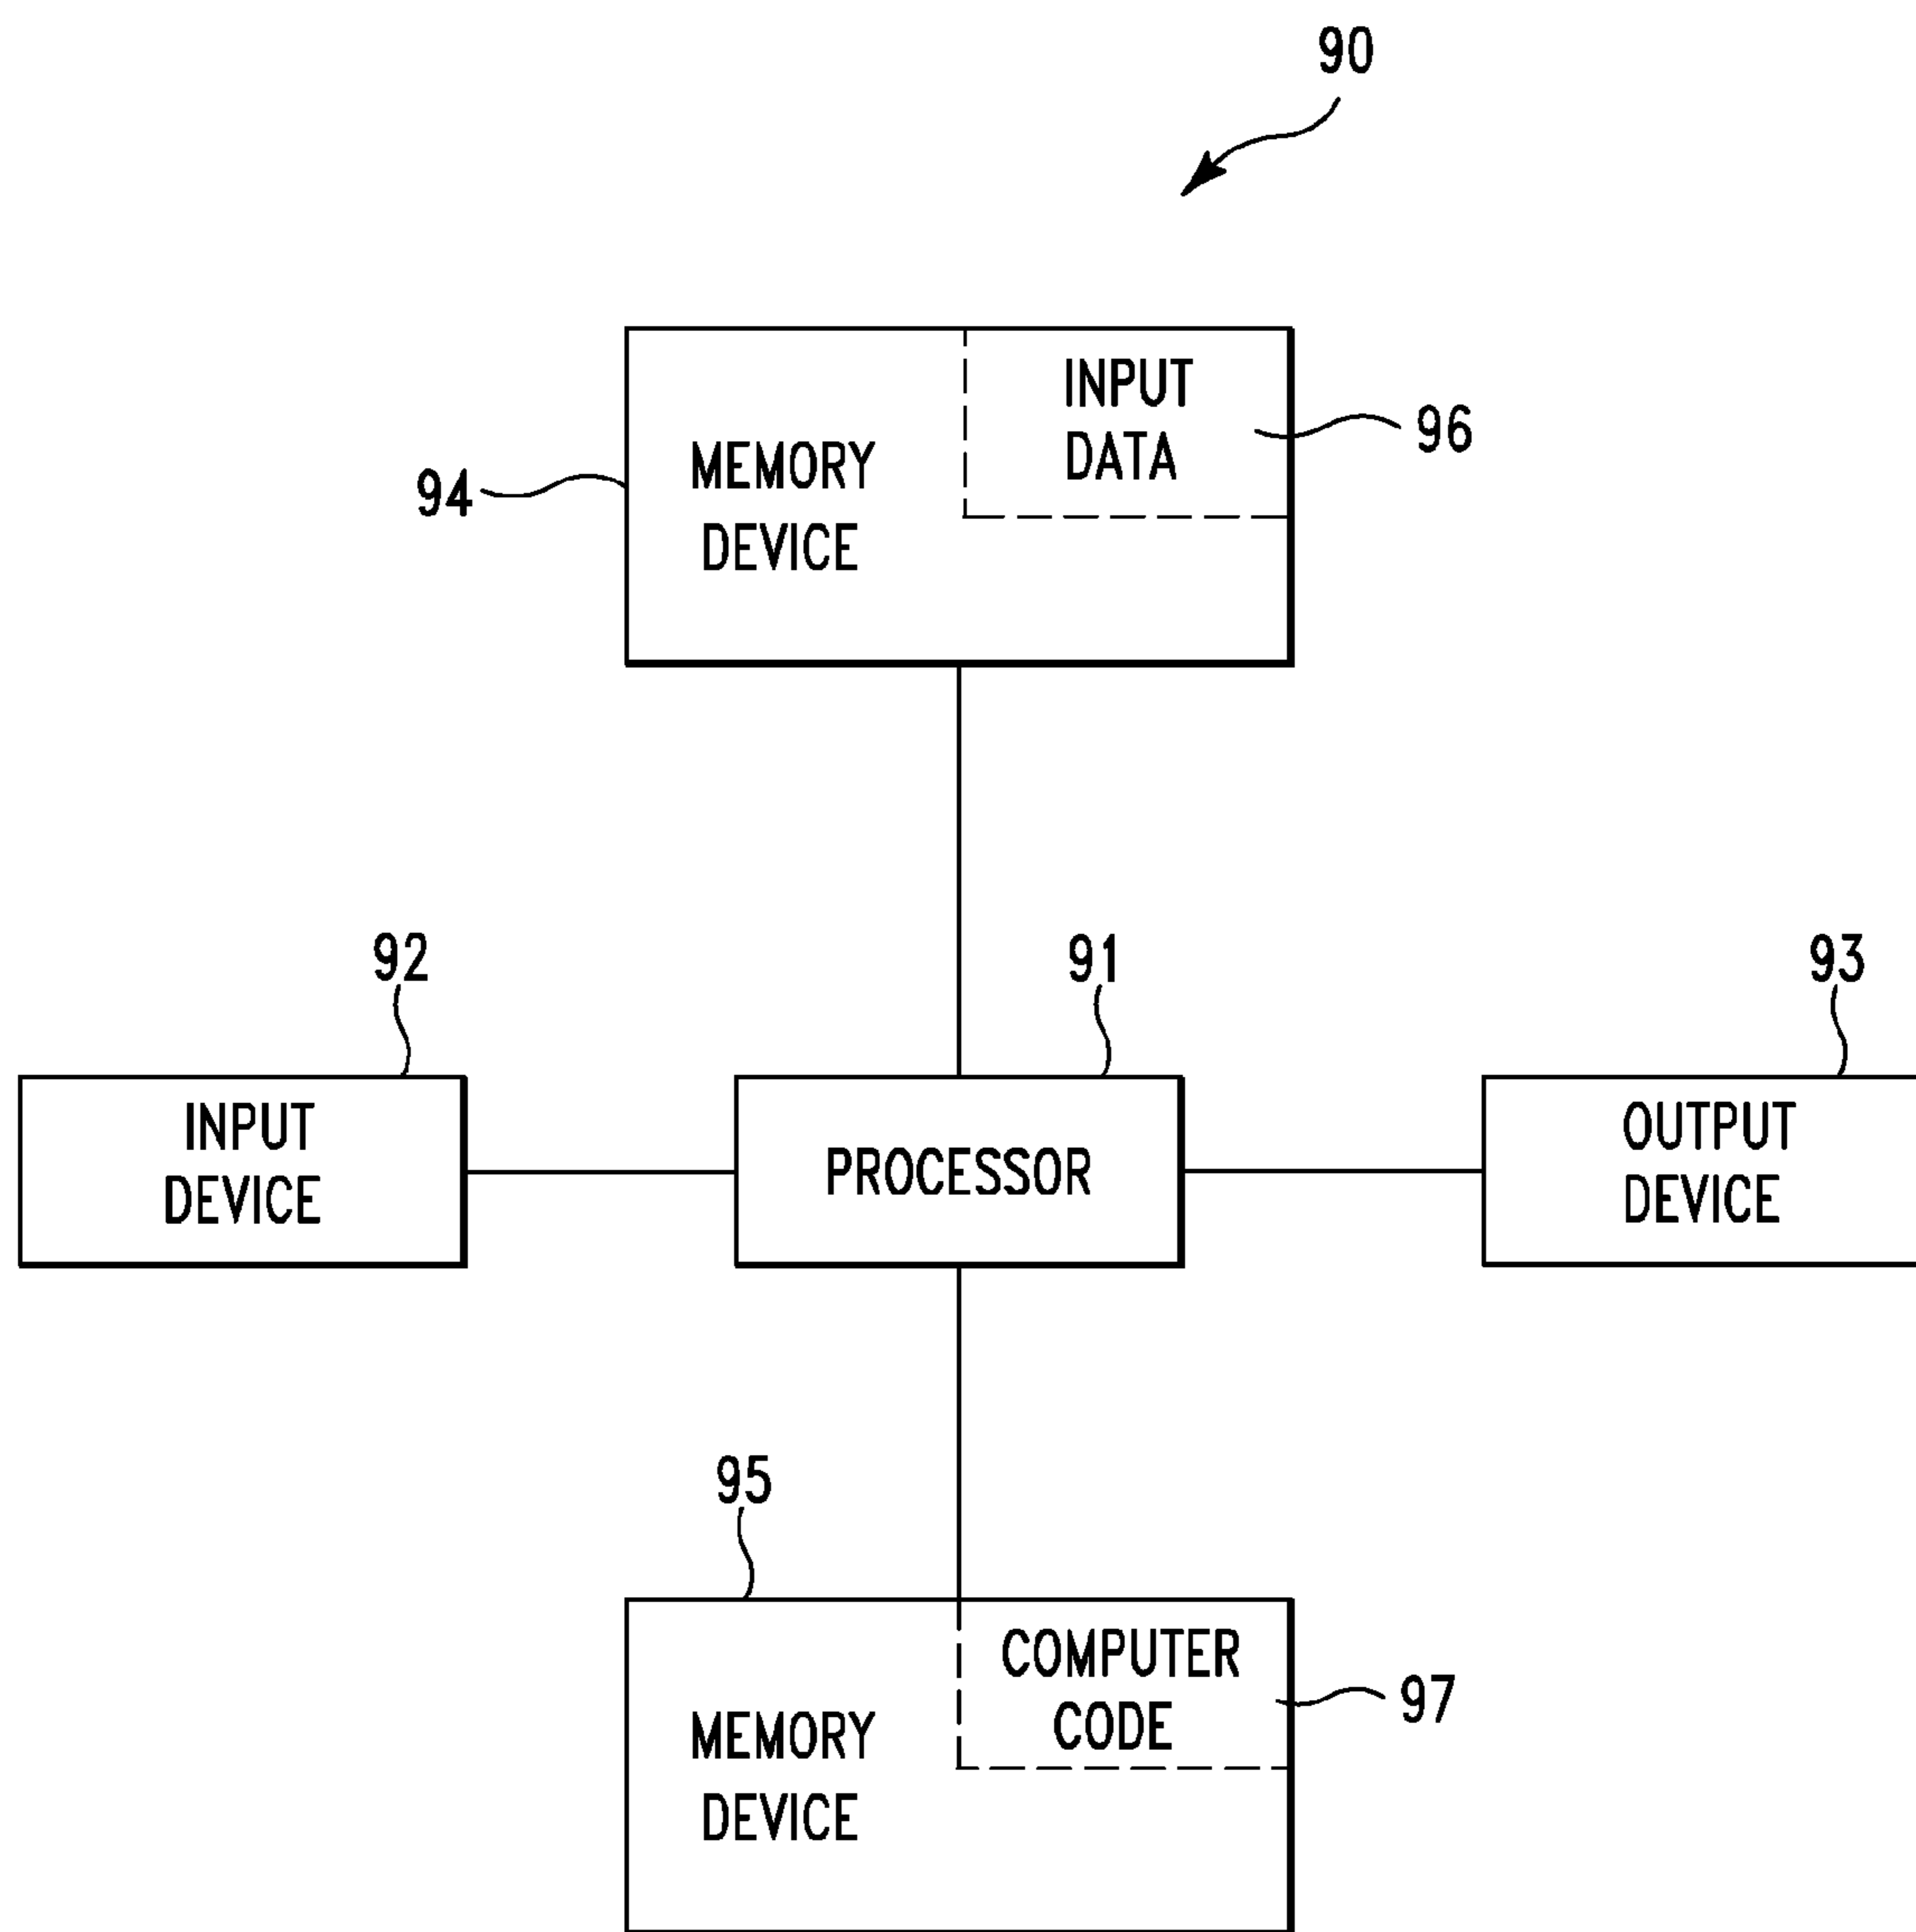 90
INPUT
DATA
96
94
MEMORY
DEVICE
92
91
93
INPUT
DEVICE
PROCESSOR
OUTPUT
DEVICE
95
COMPUTER
CODE
97
MEMORY
DEVICE